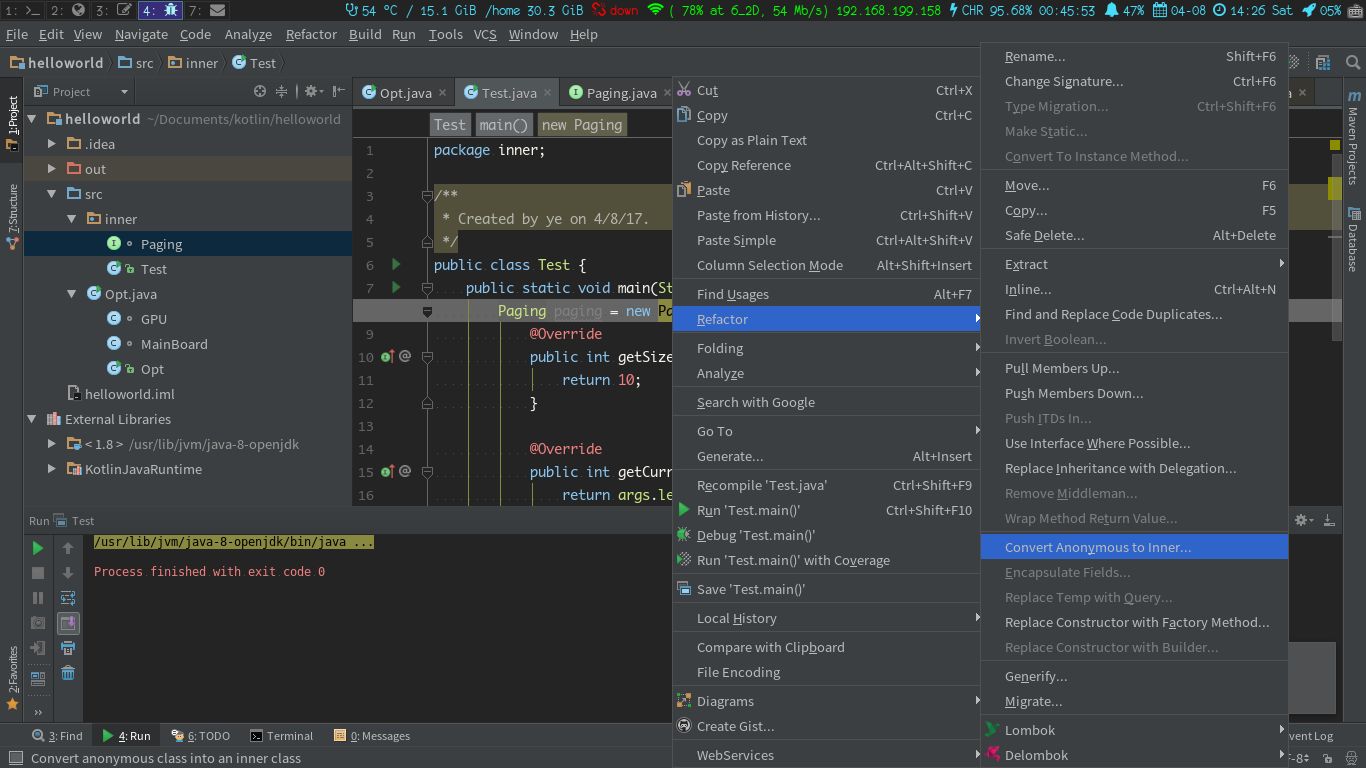 1: 2: 3: 4: 7: 54 °C / 15.1 GiB /home 30.3 GiB down ( 78% at 6_2D, 54 Mb/s) 192.168.199.158 CHR 95.68% 00:45:53 47% 04-08 14:26 Sat 05%
File Edit View Navigate Code Analyze Refactor Build Run Tools VCS Window Help
helloworld src inner Test
Project
Opt.java Test.java Paging.java
1:Project
7:Structure
2:Favorites
helloworld ~/Documents/kotlin/helloworld
.idea
out
src
inner
Paging
Test
Opt.java
GPU
MainBoard
Opt
helloworld.iml
External Libraries
< 1.8 > /usr/lib/jvm/java-8-openjdk
KotlinJavaRuntime
Test main() new Paging
1 package inner;
2
3 /**
4 * Created by ye on 4/8/17.
5 */
6 public class Test {
7 public static void main(St
Paging paging = new Pa
9 @Override
10 @ public int getSize
11 return 10;
12 }
13
14 @Override
15 @ public int getCurr
16 return args.le
Cut Ctrl+X
Copy Ctrl+C
Copy as Plain Text
Copy Reference Ctrl+Alt+Shift+C
Paste Ctrl+V
Paste from History... Ctrl+Shift+V
Paste Simple Ctrl+Alt+Shift+V
Column Selection Mode Alt+Shift+Insert
Find Usages Alt+F7
Refactor
Folding
Analyze
Search with Google
Go To
Generate... Alt+Insert
Recompile 'Test.java' Ctrl+Shift+F9
Run 'Test.main()' Ctrl+Shift+F10
Debug 'Test.main()'
Run 'Test.main()' with Coverage
Save 'Test.main()'
Local History
Compare with Clipboard
File Encoding
Diagrams
Create Gist...
WebServices
Rename... Shift+F6
Change Signature... Ctrl+F6
Type Migration... Ctrl+Shift+F6
Make Static...
Convert To Instance Method...
Move... F6
Copy... F5
Safe Delete... Alt+Delete
Extract
Inline... Ctrl+Alt+N
Find and Replace Code Duplicates...
Invert Boolean...
Pull Members Up...
Push Members Down...
Push ITDs In...
Use Interface Where Possible...
Replace Inheritance with Delegation...
Remove Middleman...
Wrap Method Return Value...
Convert Anonymous to Inner...
Encapsulate Fields...
Replace Temp with Query...
Replace Constructor with Factory Method...
Replace Constructor with Builder...
Generify...
Migrate...
Lombok
Delombok
Maven Projects
Database
Run Test
/usr/lib/jvm/java-8-openjdk/bin/java ...
Process finished with exit code 0
3: Find 4: Run 6: TODO Terminal 0: Messages
vent Log
Convert anonymous class into an inner class
F-8